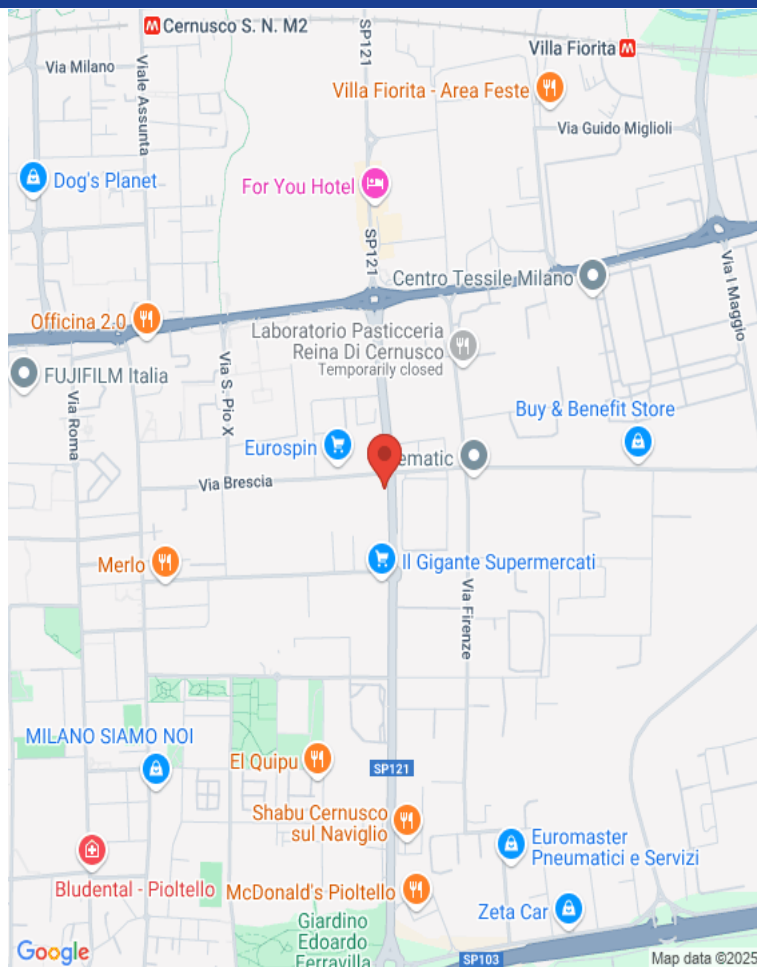 Cernusco S. N. M2
SP121
Villa Fiorita
Via Milano
Viale Assunta
Villa Fiorita - Area Feste
Via Guido Miglioli
Dog's Planet
For You Hotel
SP121
Via I Maggio
Centro Tessile Milano
Officina 2.0
Laboratorio Pasticceria
Reina Di Cernusco
Temporarily closed
FUJIFILM Italia
Via S. Pio X
Via Roma
Buy & Benefit Store
Eurospin
ematic
Via Brescia
Merlo
Il Gigante Supermercati
Via Firenze
MILANO SIAMO NOI
El Quipu
SP121
Shabu Cernusco
sul Naviglio
Euromaster
Pneumatici e Servizi
Bludental - Pioltello
McDonald's Pioltello
Zeta Car
Giardino
Edoardo
Ferravilla
Google
SP103
Map data ©2025